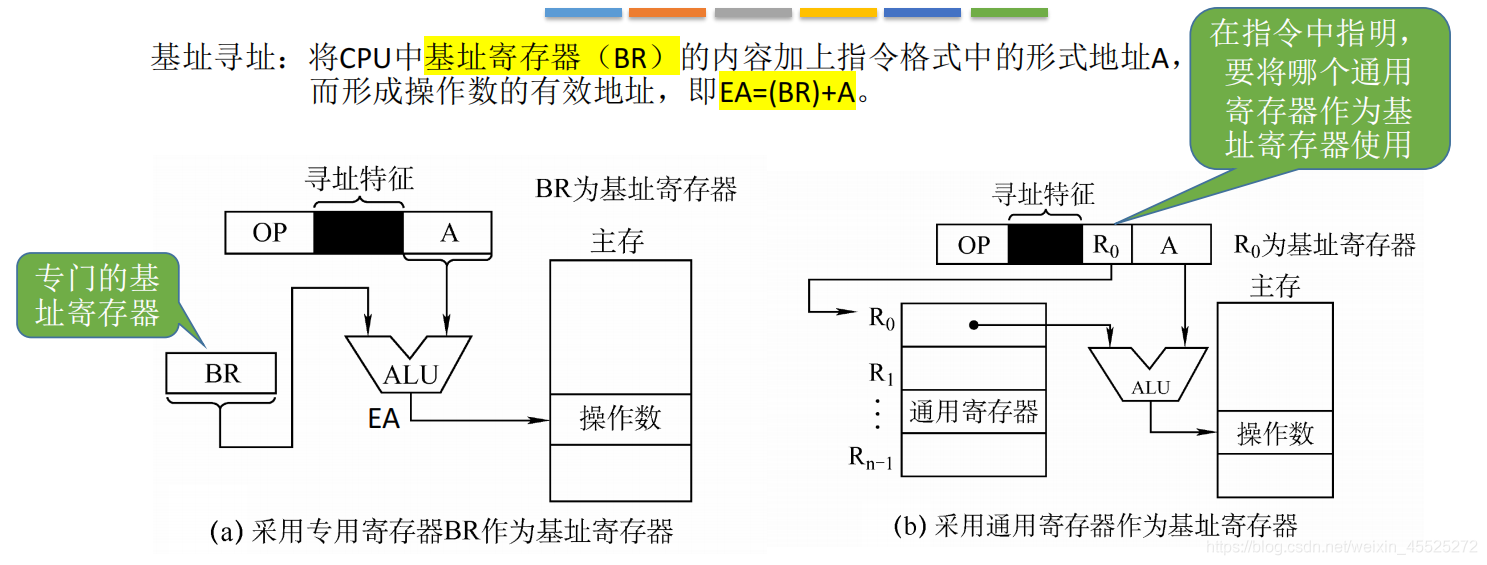 基址寻址：将CPU中基址寄存器（BR）的内容加上指令格式中的形式地址A，
而形成操作数的有效地址，即EA=(BR)+A。
在指令中指明，
要将哪个通用
寄存器作为基
址寄存器使用
寻址特征
BR为基址寄存器
OP
A
主存
专门的基
址寄存器
BR
ALU
EA
操作数
(a) 采用专用寄存器BR作为基址寄存器
寻址特征
OP
R0
A
R0为基址寄存器
主存
R0
R1
⋮
Rn-1
通用寄存器
ALU
操作数
(b) 采用通用寄存器作为基址寄存器
https://blog.csdn.net/weixin_45525272